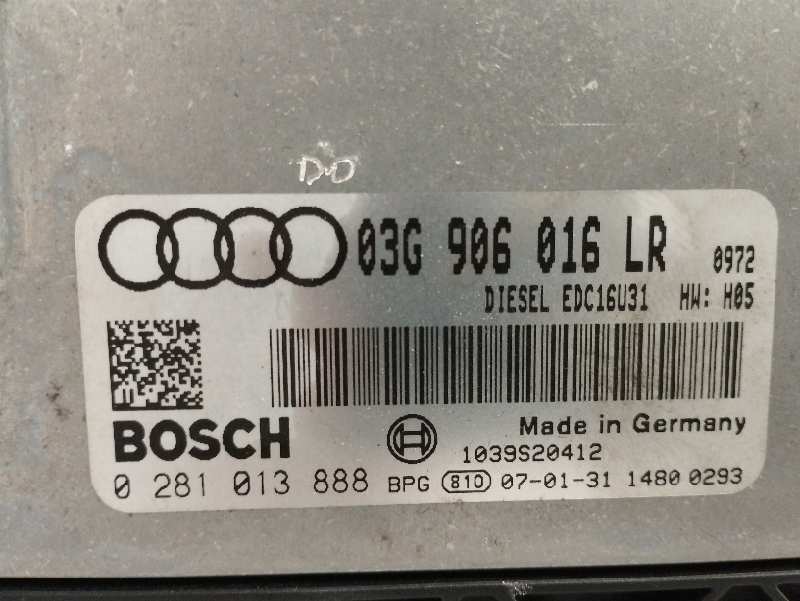 DD
03G 906 016 LR 0972
DIESEL EDC16U31 HW: H05
BOSCH
Made in Germany
1039S20412
0 281 013 888 BPG 810 07-01-31 1480 0293